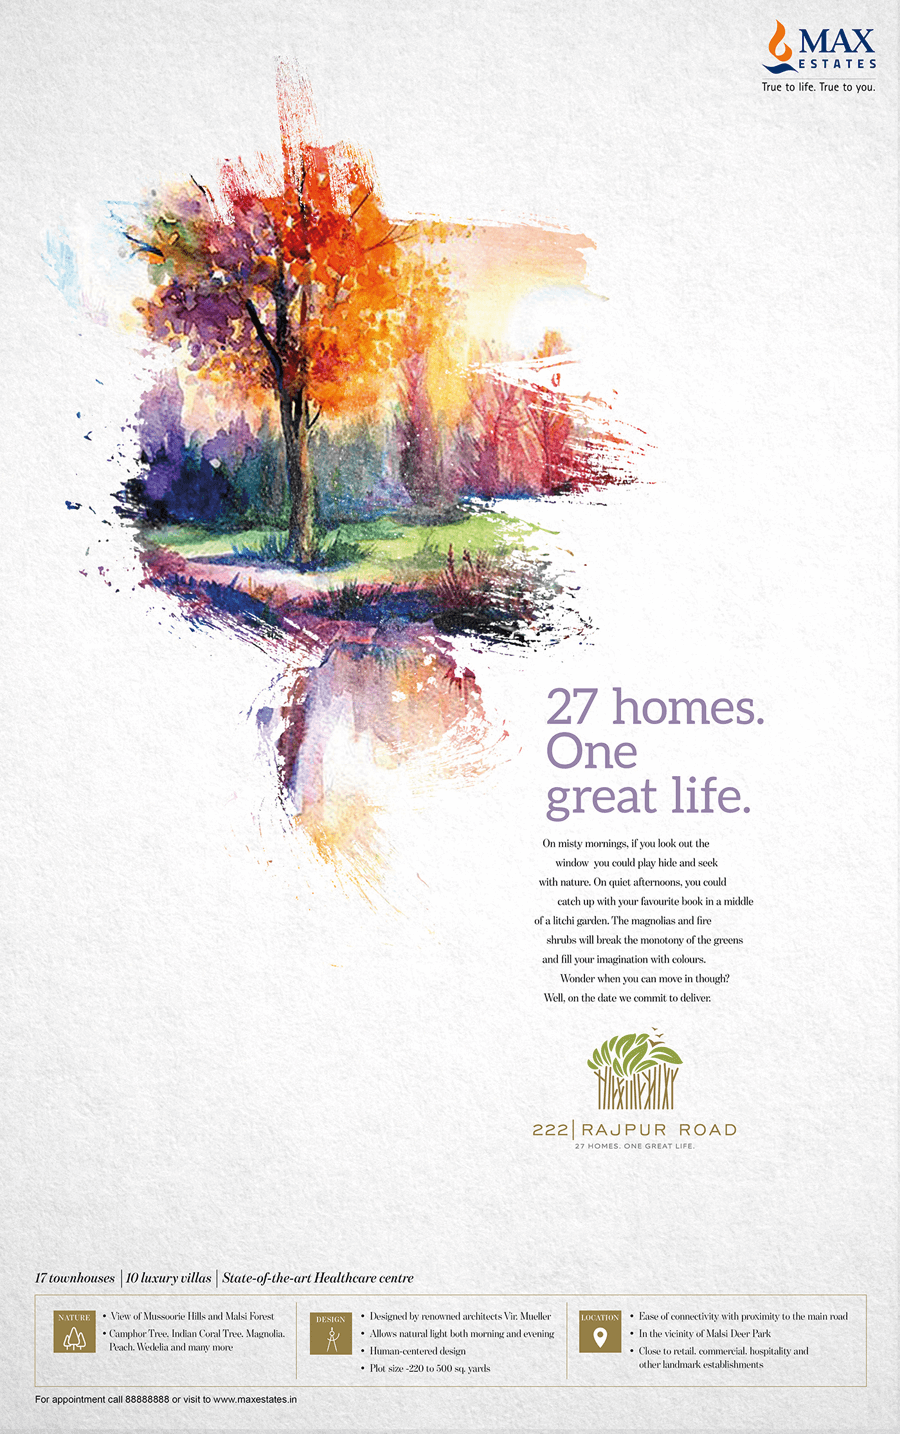 MAX
ESTATES
True to life. True to you.
27 homes.
One
great life.
On misty mornings, if you look out the
window you could play hide and seek
with nature. On quiet afternoons, you could
catch up with your favourite book in a middle
of a litchi garden. The magnolias and fire
shrubs will break the monotony of the greens
and fill your imagination with colours.
Wonder when you can move in though?
Well, on the date we commit to deliver.
222 | RAJPUR ROAD
27 HOMES. ONE GREAT LIFE.
17 townhouses | 10 luxury villas | State-of-the-art Healthcare centre
NATURE
• View of Mussoorie Hills and Malsi Forest
• Camphor Tree, Indian Coral Tree, Magnolia,
Peach, Wedelia and many more
DESIGN
• Designed by renowned architects Vir. Mueller
• Allows natural light both morning and evening
• Human-centered design
• Plot size -220 to 500 sq. yards
LOCATION
• Ease of connectivity with proximity to the main road
• In the vicinity of Malsi Deer Park
• Close to retail, commercial, hospitality and
other landmark establishments
For appointment call 88888888 or visit to www.maxestates.in